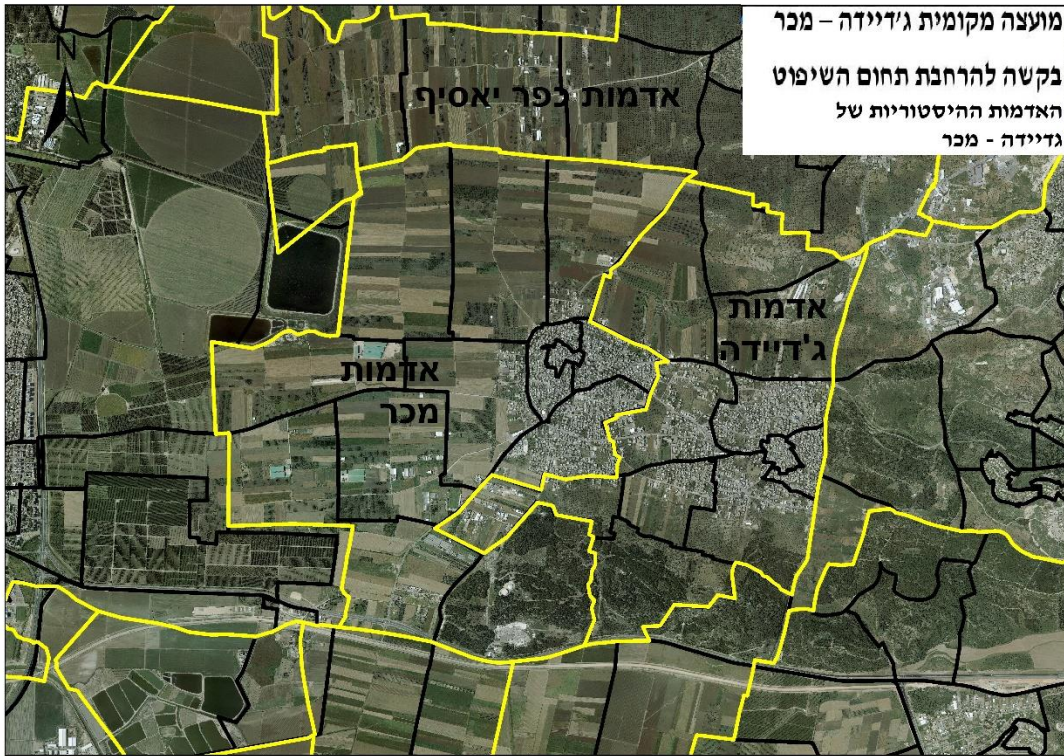 מועצה מקומית ג'דיידה – מכר
בקשה להרחבת תחום השיפוט
האדמות ההיסטוריות של
גדיידה - מכר
N
אדמות כפר יאסיף
אדמות
ג'דיידה
אדמות
מכר